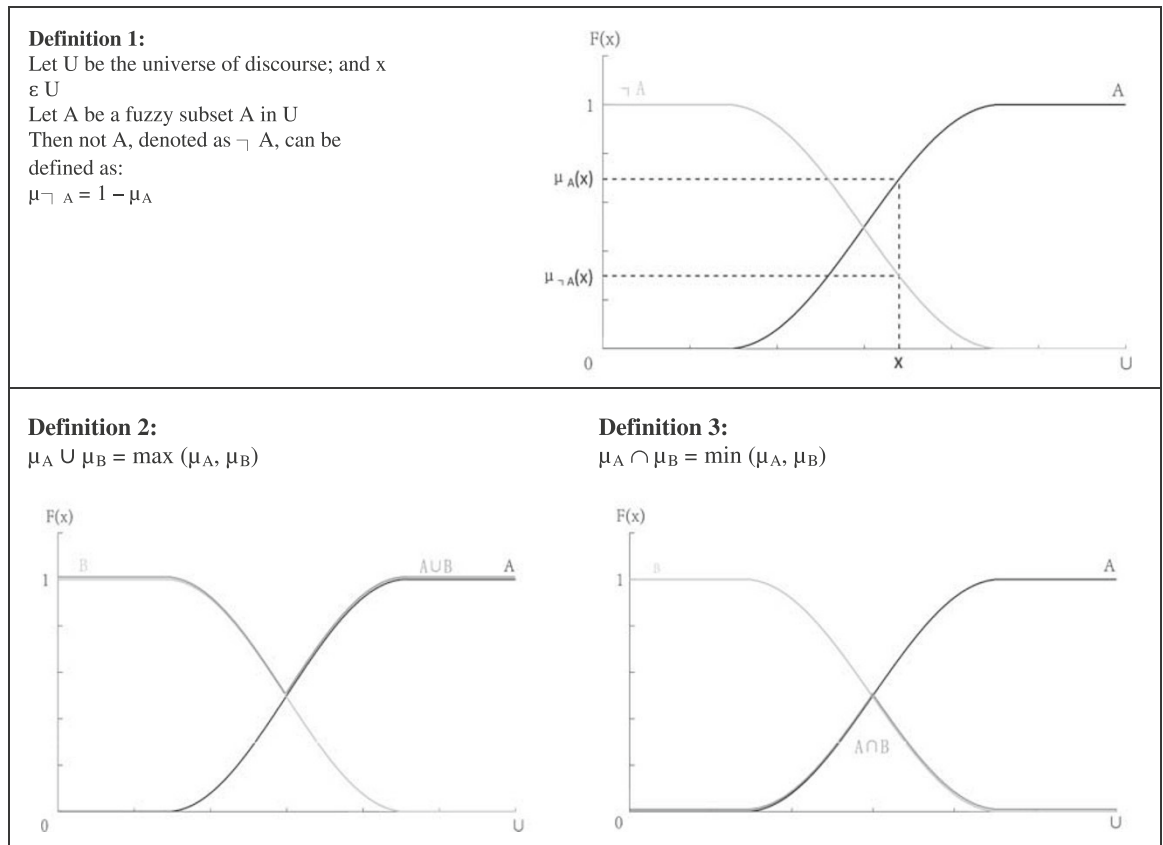 Definition 1:
Let U be the universe of discourse; and x
ε U
Let A be a fuzzy subset A in U
Then not A, denoted as ¬ A, can be
defined as:
μ¬ A = 1 – μA
F(x)
¬ A
A
1
μ A(x)
μ ¬ A(x)
0
X
U
Definition 2:
μA ∪ μB = max (μA, μB)
F(x)
B
A∪B
A
1
0
U
Definition 3:
μA ∩ μB = min (μA, μB)
F(x)
B
A
1
A∩B
0
U